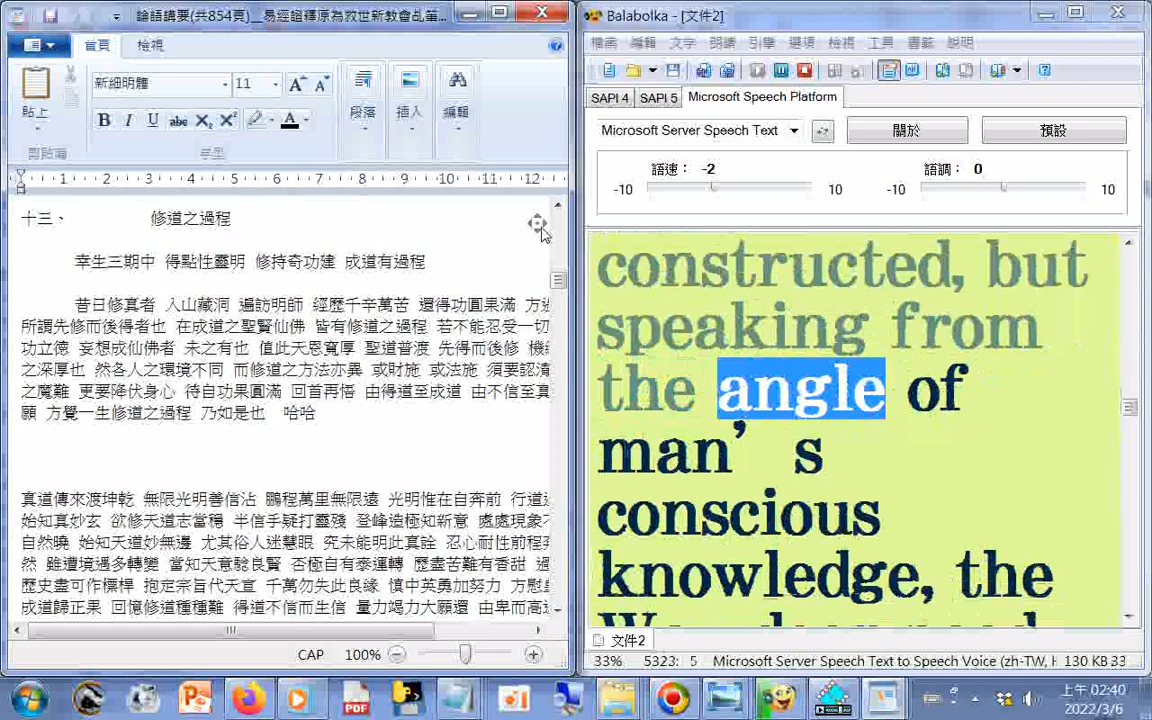 論語講要(共854頁)__易經證釋原為救世新教會乩筆...
首頁 檢視
新細明體 11
貼上
段落
插入
編輯
剪貼簿
字型
1 2 3 4 5 6 7 8 9 10 11 12
十三、 修道之過程
幸生三期中 得點性靈明 修持奇功建 成道有過程
昔日修真者 入山藏洞 遍訪明師 經歷千辛萬苦 還得功圓果滿 方
所謂先修而後得者也 在成道之聖賢仙佛 皆有修道之過程 若不能忍受一切
功立德 妄想成仙佛者 未之有也 值此天恩寬厚 聖道普渡 先得而後修 機
之深厚也 然各人之環境不同 而修道之方法亦異 或財施 或法施 須要認清
之魔難 更要降伏身心 待自功果圓滿 回首再悟 由得道至成道 由不信至真
願 方覺一生修道之過程 乃如是也 哈哈
真道傳來渡坤乾 無限光明善信沾 鵬程萬里無限遠 光明惟在自奔前 行道
始知真妙玄 欲修天道志當穩 半信乎疑打靈殘 登峰造極知新意 處處現象
自然曉 始知天道妙無邊 尤其俗人迷慧眼 究未能明此真詮 忍心耐性前程
然 雖遭境遇多轉變 當知天意駼良賢 否極自有泰運轉 歷盡苦難有香甜 過
歷史盡可作標桿 抱定宗旨代天宣 千萬勿失此良緣 慎中英勇加努力 方慰
成道歸正果 回憶修道種種難 得道不信而生信 量力竭力大願還 由卑而高
CAP 100%
Balabolka - [文件2]
檔案 編輯 文字 朗讀 引擎 選項 檢視 工具 書籤 說明
SAPI 4 SAPI 5 Microsoft Speech Platform
Microsoft Server Speech Text 關於 預設
語速： -2 語調： 0
-10 10 -10 10
constructed, but
speaking from
the angle of
man’s
conscious
knowledge, the
文件2
33% 5323: 5 Microsoft Server Speech Text to Speech Voice (zh-TW, H 130 KB 33
上午 02:40
2022/3/6